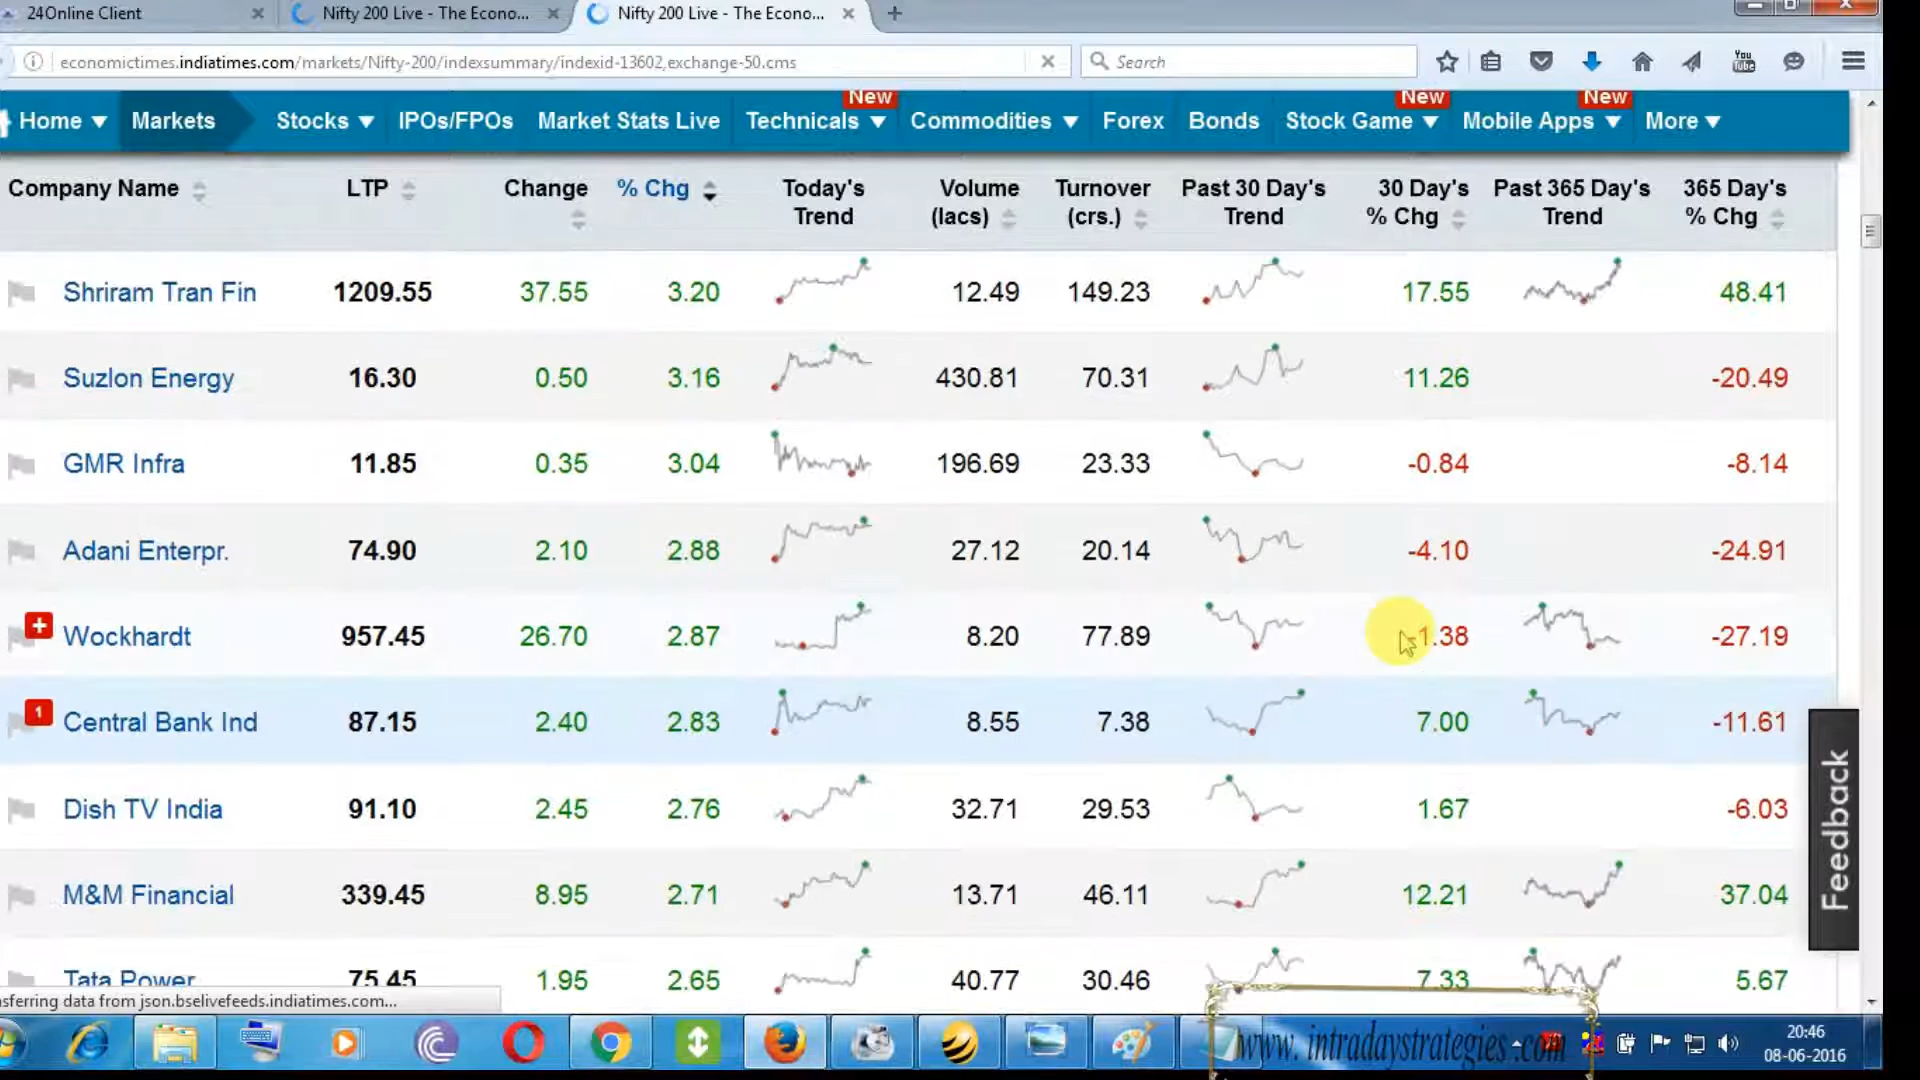 24Online Client
Nifty 200 Live - The Econo...
Nifty 200 Live - The Econo...
economictimes.indiatimes.com/markets/Nifty-200/indexsummary/indexid-13602,exchange-50.cms
Search
You Tube
Home Markets Stocks IPOs/FPOs Market Stats Live Technicals New Commodities Forex Bonds Stock Game New Mobile Apps New More
Company Name LTP Change % Chg Today's Trend Volume (lacs) Turnover (crs.) Past 30 Day's Trend 30 Day's % Chg Past 365 Day's Trend 365 Day's % Chg
Shriram Tran Fin 1209.55 37.55 3.20 12.49 149.23 17.55 48.41
Suzlon Energy 16.30 0.50 3.16 430.81 70.31 11.26 -20.49
GMR Infra 11.85 0.35 3.04 196.69 23.33 -0.84 -8.14
Adani Enterpr. 74.90 2.10 2.88 27.12 20.14 -4.10 -24.91
Wockhardt 957.45 26.70 2.87 8.20 77.89 1.38 -27.19
1 Central Bank Ind 87.15 2.40 2.83 8.55 7.38 7.00 -11.61
Dish TV India 91.10 2.45 2.76 32.71 29.53 1.67 -6.03
M&M Financial 339.45 8.95 2.71 13.71 46.11 12.21 37.04
Tata Power 75.45 1.95 2.65 40.77 30.46 7.33 5.67
Feedback
sferring data from json.bselivefeeds.indiatimes.com...
www.intradaystrategies.com
20:46
08-06-2016